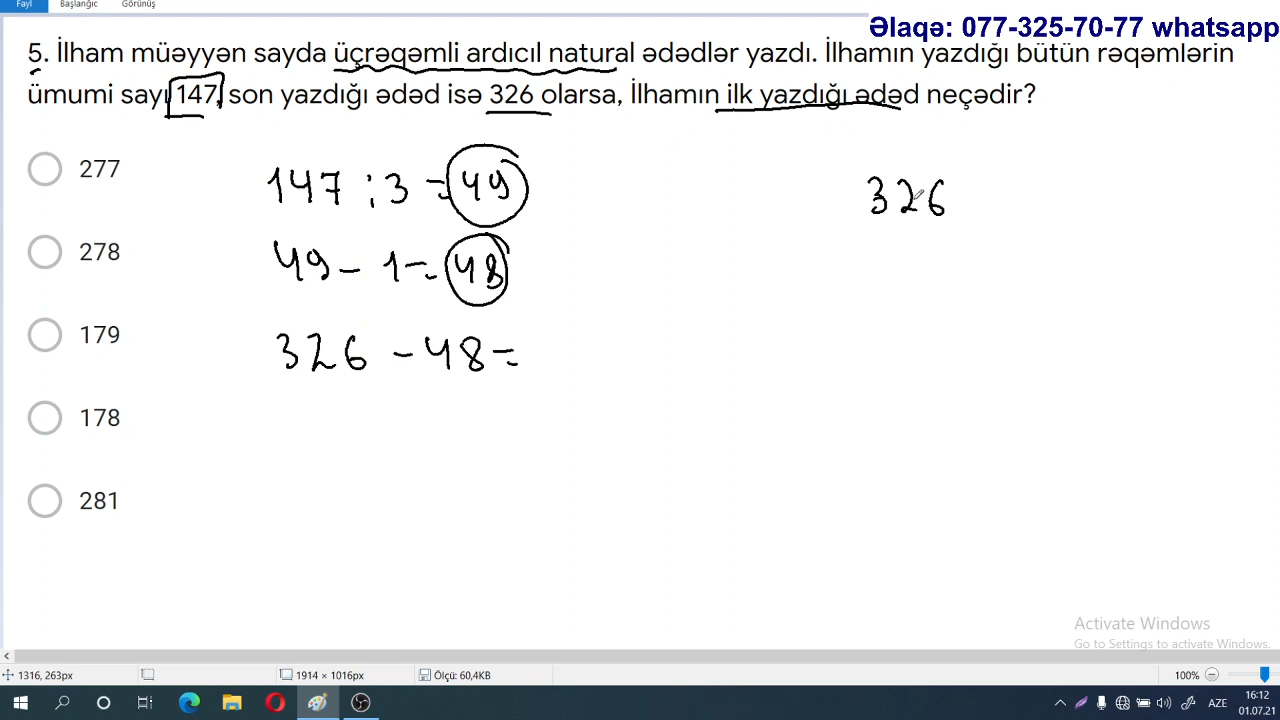 Fayl Başlanğıc Görünüş
Əlaqə: 077-325-70-77 whatsapp
5. İlham müəyyən sayda üçrəqəmli ardıcıl natural ədədlər yazdı. İlhamın yazdığı bütün rəqəmlərin
ümumi sayı 147, son yazdığı ədəd isə 326 olarsa, İlhamın ilk yazdığı ədəd neçədir?
277
278
179
178
281
147 : 3 = 49
49 - 1 = 48
326 - 48 =
326
Activate Windows
Go to Settings to activate Windows.
1316, 263px 1914 × 1016px Ölçü: 60,4KB 100%
AZE 16:12
01.07.21